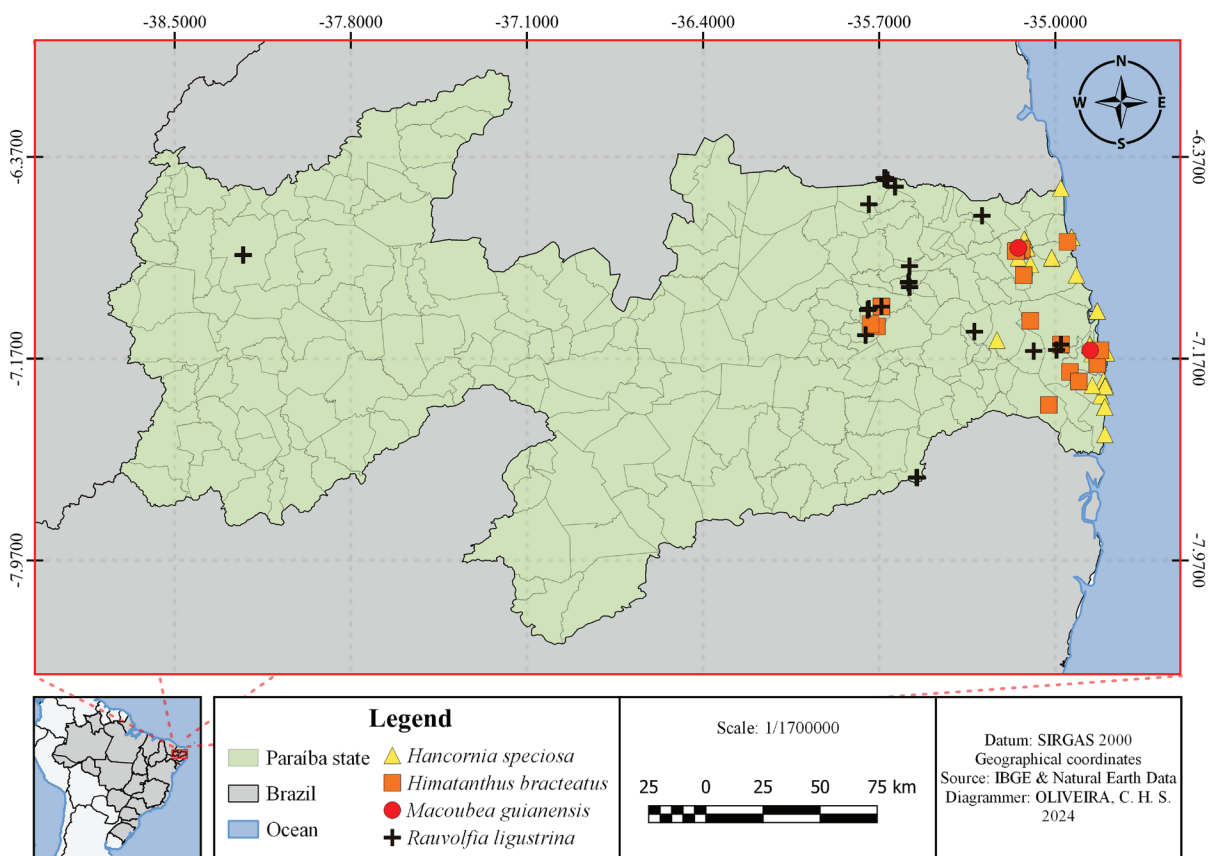 -38.5000 -37.8000 -37.1000 -36.4000 -35.7000 -35.0000
N
W E
S
-6.3700 -6.3700
-7.1700 -7.1700
-7.9700 -7.9700
Legend
Paraíba state
Brazil
Ocean
Hancornia speciosa
Himatanthus bracteatus
Macoubea guianensis
Rauvolfia ligustrina
Scale: 1/1700000
25 0 25 50 75 km
Datum: SIRGAS 2000
Geographical coordinates
Source: IBGE & Natural Earth Data
Diagrammer: OLIVEIRA, C. H. S.
2024